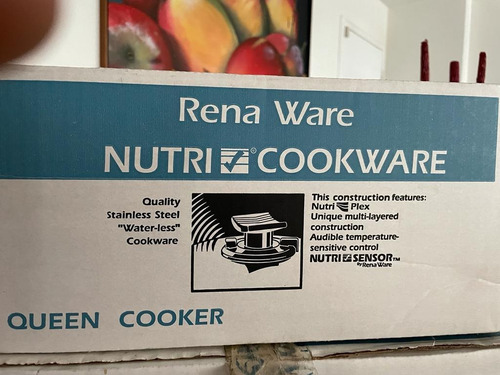 Rena Ware
NUTRI ® COOKWARE
Quality
Stainless Steel
"Water-less"
Cookware
This construction features:
Nutri Plex
Unique multi-layered
construction
Audible temperature-
sensitive control
NUTRI SENSOR™
By Rena Ware
QUEEN COOKER